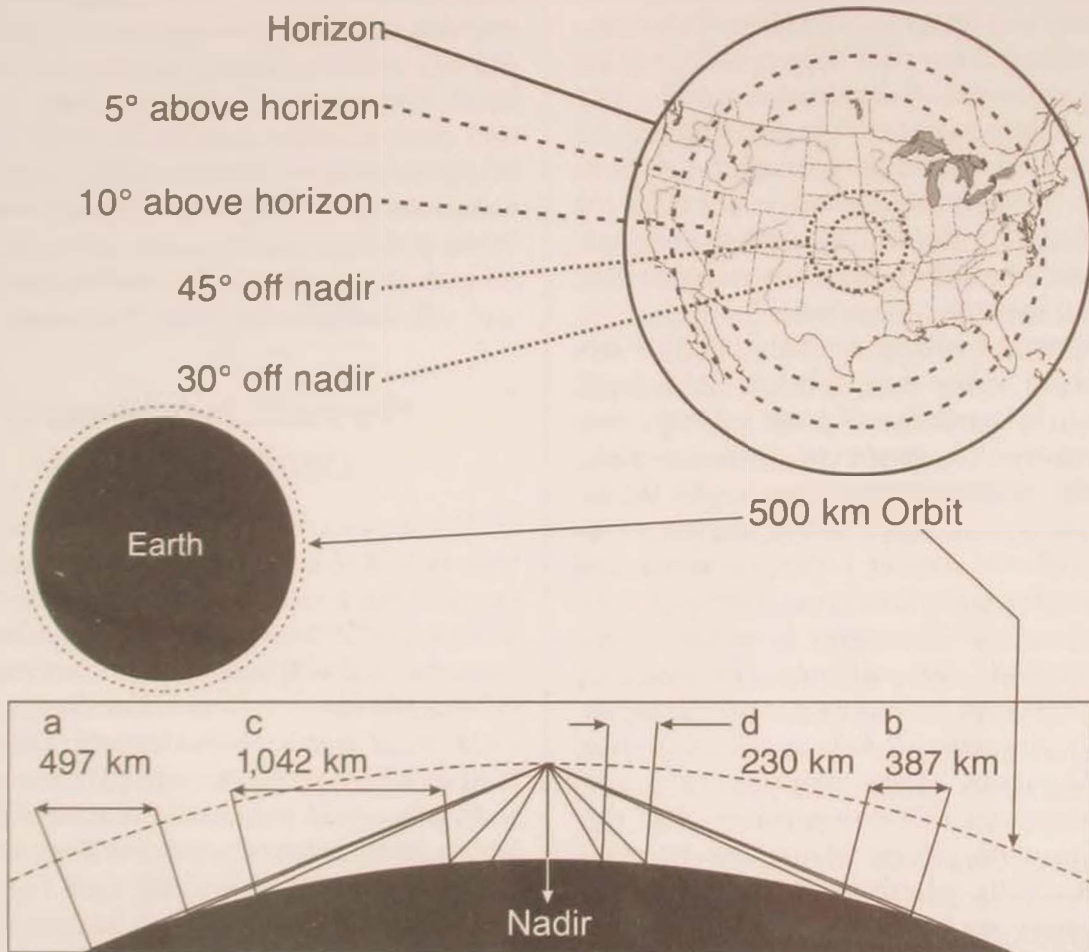 Horizon
5° above horizon
10° above horizon
45° off nadir
30° off nadir
500 km Orbit
Earth
a
497 km
c
1,042 km
d
230 km
b
387 km
Nadir